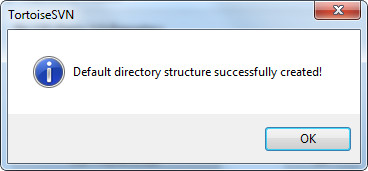 TortoiseSVN
Default directory structure successfully created!
OK